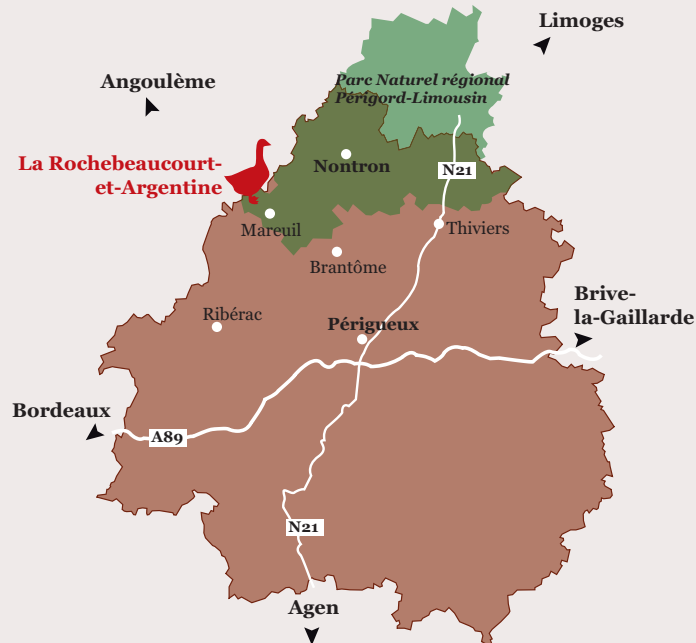 Limoges
Angoulème
Parc Naturel régional
Périgord-Limousin
La Rochebeaucourt-
et-Argentine
Nontron
N21
Mareuil
Thiviers
Brantôme
Brive-
la-Gaillarde
Ribérac
Périgueux
Bordeaux
A89
N21
Agen